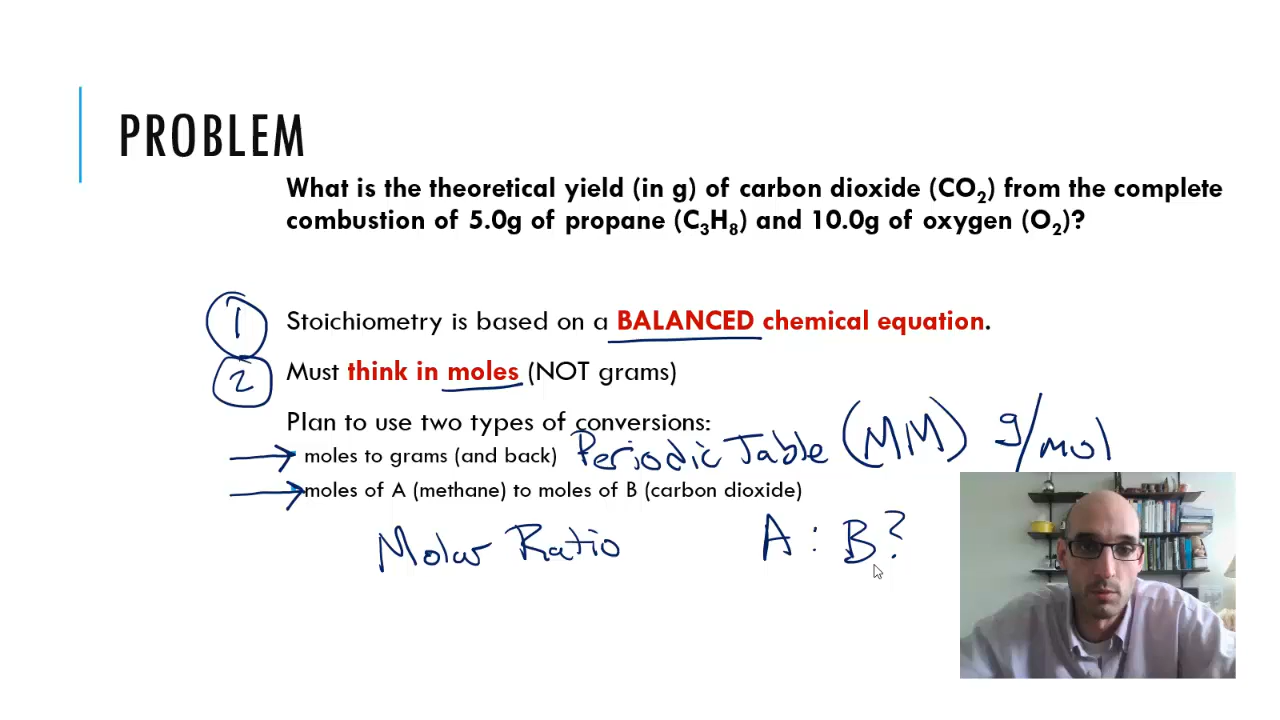 PROBLEM
What is the theoretical yield (in g) of carbon dioxide (CO₂) from the complete
combustion of 5.0g of propane (C₃H₈) and 10.0g of oxygen (O₂)?
1 Stoichiometry is based on a BALANCED chemical equation.
2 Must think in moles (NOT grams)
Plan to use two types of conversions:
moles to grams (and back) Periodic Table (MM) g/mol
moles of A (methane) to moles of B (carbon dioxide)
Molar Ratio A : B?